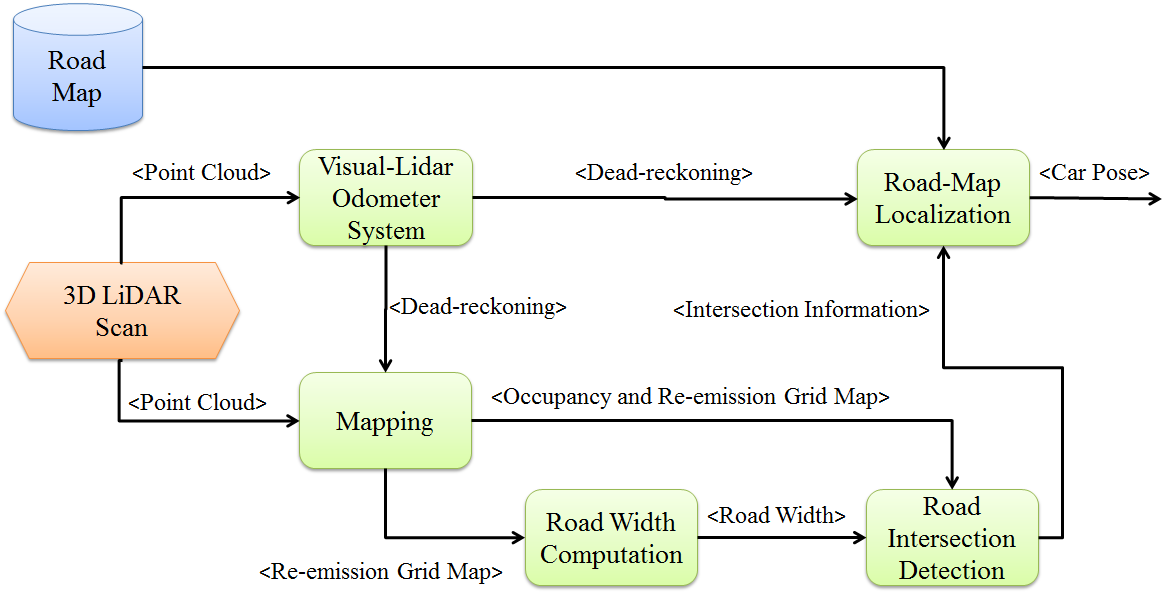 Road
Map
<Point Cloud>
Visual-Lidar
Odometer
System
<Dead-reckoning>
Road-Map
Localization
<Car Pose>
3D LiDAR
Scan
<Dead-reckoning>
<Intersection Information>
<Point Cloud>
Mapping
<Occupancy and Re-emission Grid Map>
<Re-emission Grid Map>
Road Width
Computation
<Road Width>
Road
Intersection
Detection